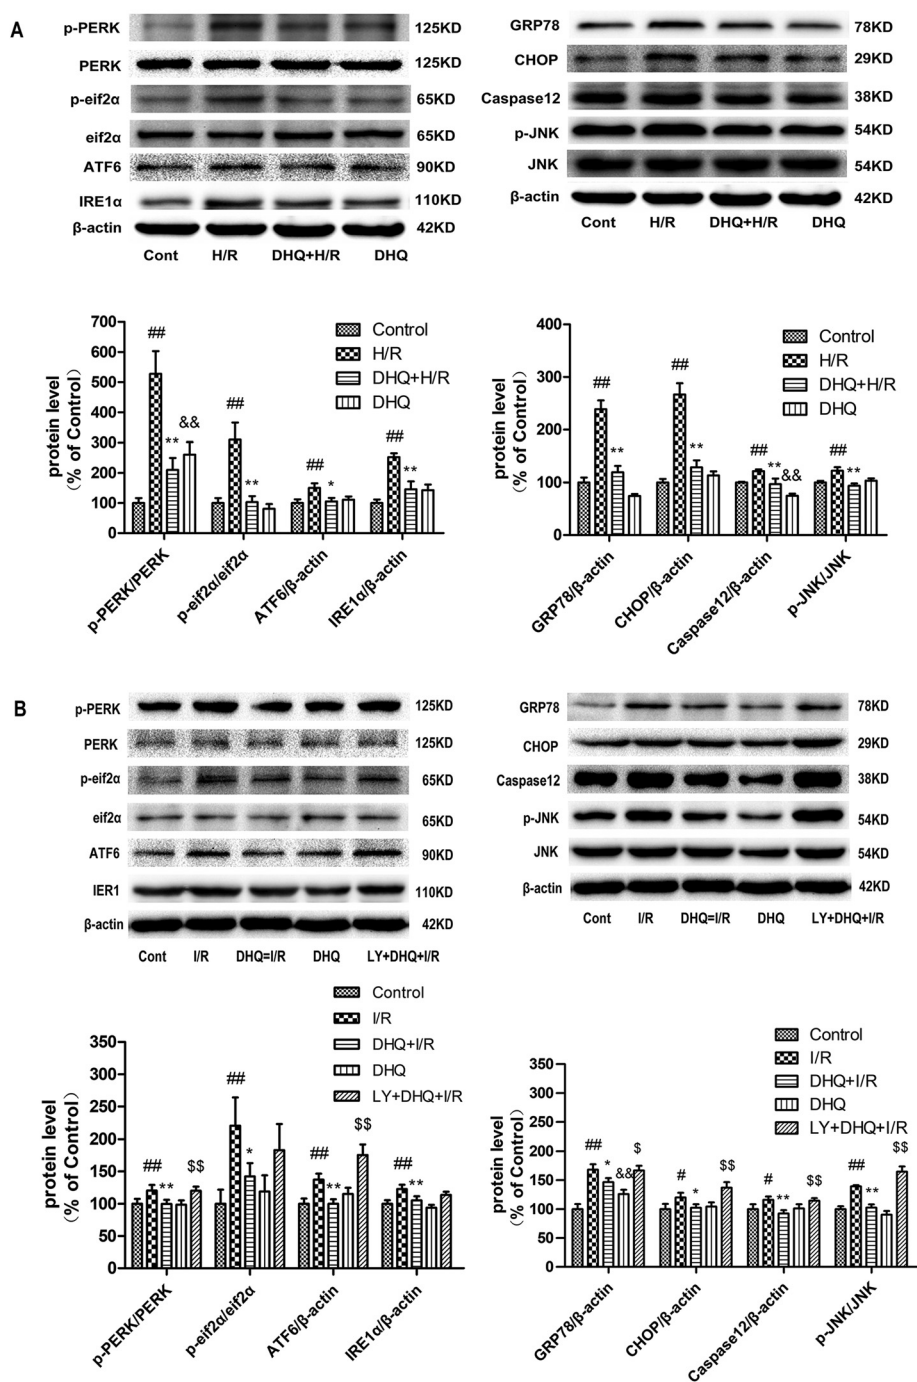 A
p-PERK 125KD
PERK 125KD
p-eif2α 65KD
eif2α 65KD
ATF6 90KD
IRE1α 110KD
β-actin 42KD
Cont H/R DHQ+H/R DHQ
GRP78 78KD
CHOP 29KD
Caspase12 38KD
p-JNK 54KD
JNK 54KD
β-actin 42KD
Cont H/R DHQ+H/R DHQ
protein level
(% of Control)
700
600
500
400
300
200
100
0
##
**
&&
##
**
##
*
##
**
Control
H/R
DHQ+H/R
DHQ
p-PERK/PERK
p-eif2α/eif2α
ATF6/β-actin
IRE1α/β-actin
protein level
(% of Control)
400
300
200
100
0
##
**
##
**
##
**
&&
##
**
Control
H/R
DHQ+H/R
DHQ
GRP78/β-actin
CHOP/β-actin
Caspase12/β-actin
p-JNK/JNK
B
p-PERK 125KD
PERK 125KD
p-eif2α 65KD
eif2α 65KD
ATF6 90KD
IER1 110KD
β-actin 42KD
Cont I/R DHQ=I/R DHQ LY+DHQ+I/R
GRP78 78KD
CHOP 29KD
Caspase12 38KD
p-JNK 54KD
JNK 54KD
β-actin 42KD
Cont I/R DHQ=I/R DHQ LY+DHQ+I/R
protein level
(% of Control)
350
300
250
200
150
100
50
0
##
**
$$
##
*
##
**
$$
##
**
Control
I/R
DHQ+I/R
DHQ
LY+DHQ+I/R
p-PERK/PERK
p-eif2α/eif2α
ATF6/β-actin
IRE1α/β-actin
protein level
(% of Control)
350
300
250
200
150
100
50
0
##
*
&&
$
#
*
$$
#
**
$$
##
**
$$
Control
I/R
DHQ+I/R
DHQ
LY+DHQ+I/R
GRP78/β-actin
CHOP/β-actin
Caspase12/β-actin
p-JNK/JNK